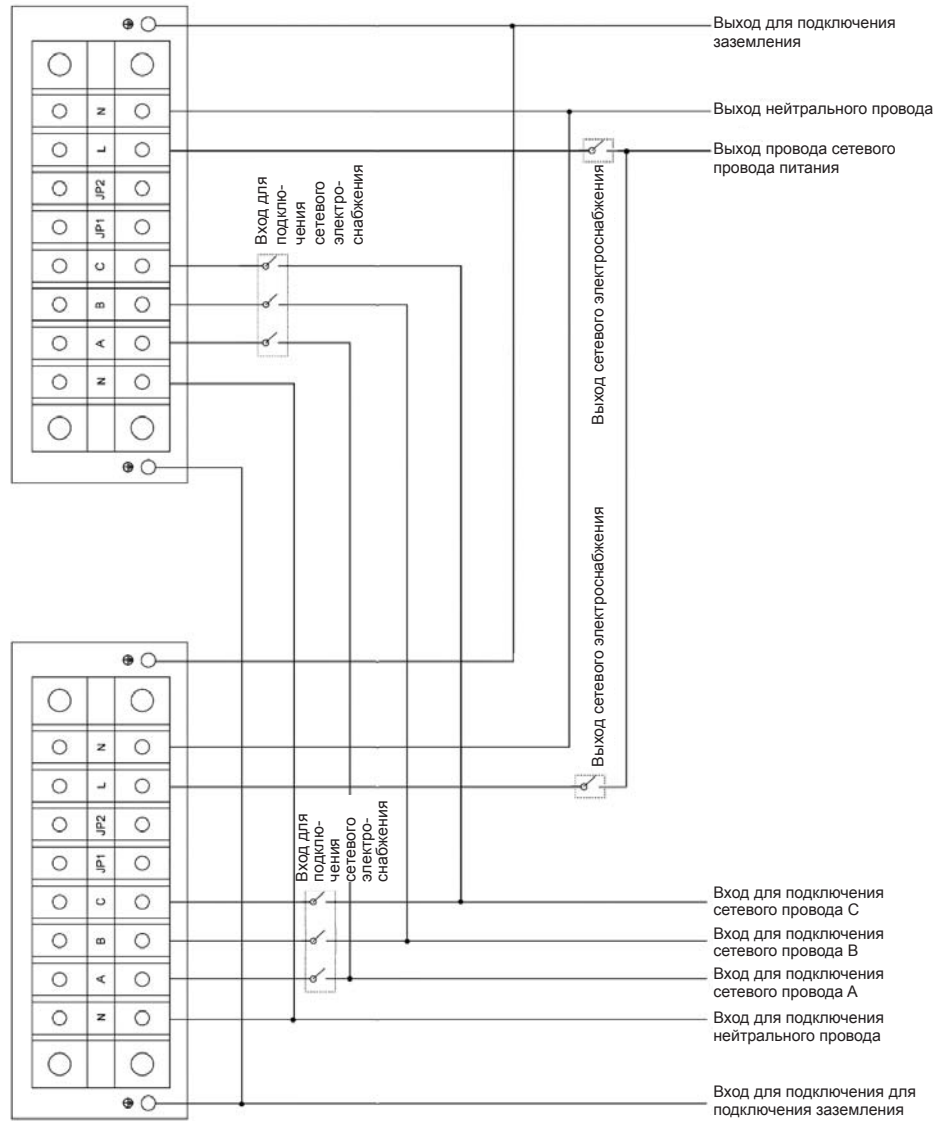 Выход для подключения
заземления
N
Выход нейтрального провода
L
Выход провода сетевого
провода питания
JP2
JP1
C
B
A
N
Вход для
подклю-
чения
сетевого
электро-
снабжения
Выход сетевого электроснабжения
Выход сетевого электроснабжения
N
L
JP2
JP1
C
B
A
N
Вход для
подклю-
чения
сетевого
электро-
снабжения
Вход для подключения
сетевого провода C
Вход для подключения
сетевого провода B
Вход для подключения
сетевого провода A
Вход для подключения
нейтрального провода
Вход для подключения для
подключения заземления